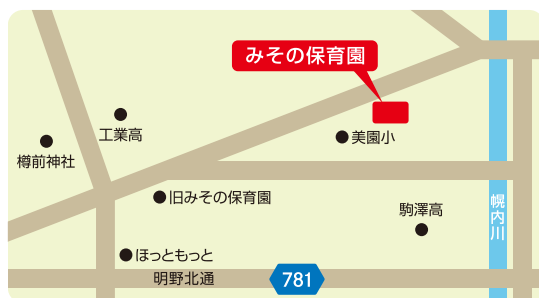 みその保育園
工業高
美園小
樽前神社
旧みその保育園
駒澤高
幌内川
ほっともっと
明野北通
781